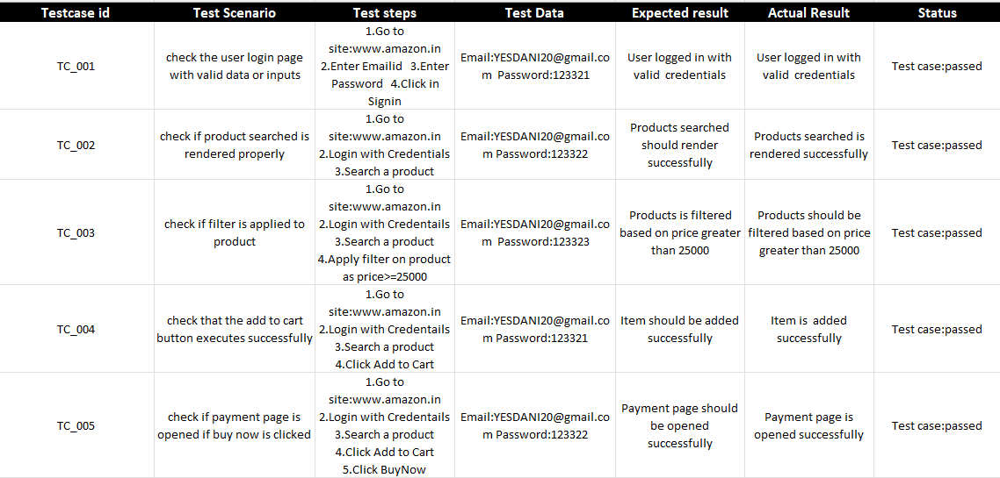 Testcase id Test Scenario Test steps Test Data Expected result Actual Result Status
TC_001
check the user login page
with valid data or inputs
1.Go to
site:www.amazon.in
2.Enter Emailid 3.Enter
Password 4.Click in
Signin
Email:YESDANI20@gmail.co
m Password:123321
User logged in with
valid credentials
User logged in with
valid credentials
Test case:passed
TC_002
check if product searched is
rendered properly
1.Go to
site:www.amazon.in
2.Login with Credentials
3.Search a product
Email:YESDANI20@gmail.co
m Password:123322
Products searched
should render
successfully
Products searched is
rendered successfully
Test case:passed
TC_003
check if filter is applied to
product
1.Go to
site:www.amazon.in
2.Login with Credentails
3.Search a product
4.Apply filter on product
as price>=25000
Email:YESDANI20@gmail.co
m Password:123323
Products is filtered
based on price greater
than 25000
Products should be
filtered based on price
greater than 25000
Test case:passed
TC_004
check that the add to cart
button executes successfully
1.Go to
site:www.amazon.in
2.Login with Credentails
3.Search a product
4.Click Add to Cart
Email:YESDANI20@gmail.co
m Password:123321
Item should be added
successfully
Item is added
successfully
Test case:passed
TC_005
check if payment page is
opened if buy now is clicked
1.Go to
site:www.amazon.in
2.Login with Credentails
3.Search a product
4.Click Add to Cart
5.Click BuyNow
Email:YESDANI20@gmail.co
m Password:123322
Payment page should
be opened
successfully
Payment page is
opened successfully
Test case:passed